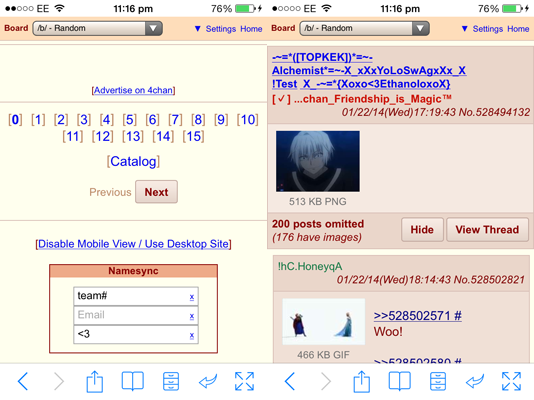 ●●○○○ EE 11:16 pm 76%
Board /b/ - Random ▼ Settings Home
[Advertise on 4chan]
[0] [1] [2] [3] [4] [5] [6] [7] [8] [9] [10]
[11] [12] [13] [14] [15]
[Catalog]
Previous Next
[Disable Mobile View / Use Desktop Site]
Namesync
team# x
Email x
<3 x
●●○○○ EE 11:16 pm 76%
Board /b/ - Random ▼ Settings Home
-~=*([TOPKEK])*=~-
Alchemist*=~-X_xXxYoLoSwAgxXx_X
!Test X_-~=*{Xoxo<3EthanoloxoX}
[✓] ...chan_Friendship_is_Magic™
01/22/14(Wed)17:19:43 No.528494132
513 KB PNG
200 posts omitted
(176 have images)
Hide View Thread
!hC.HoneyqA
01/22/14(Wed)18:14:43 No.528502821
>>528502571 #
Woo!
466 KB GIF
>>528502580 #